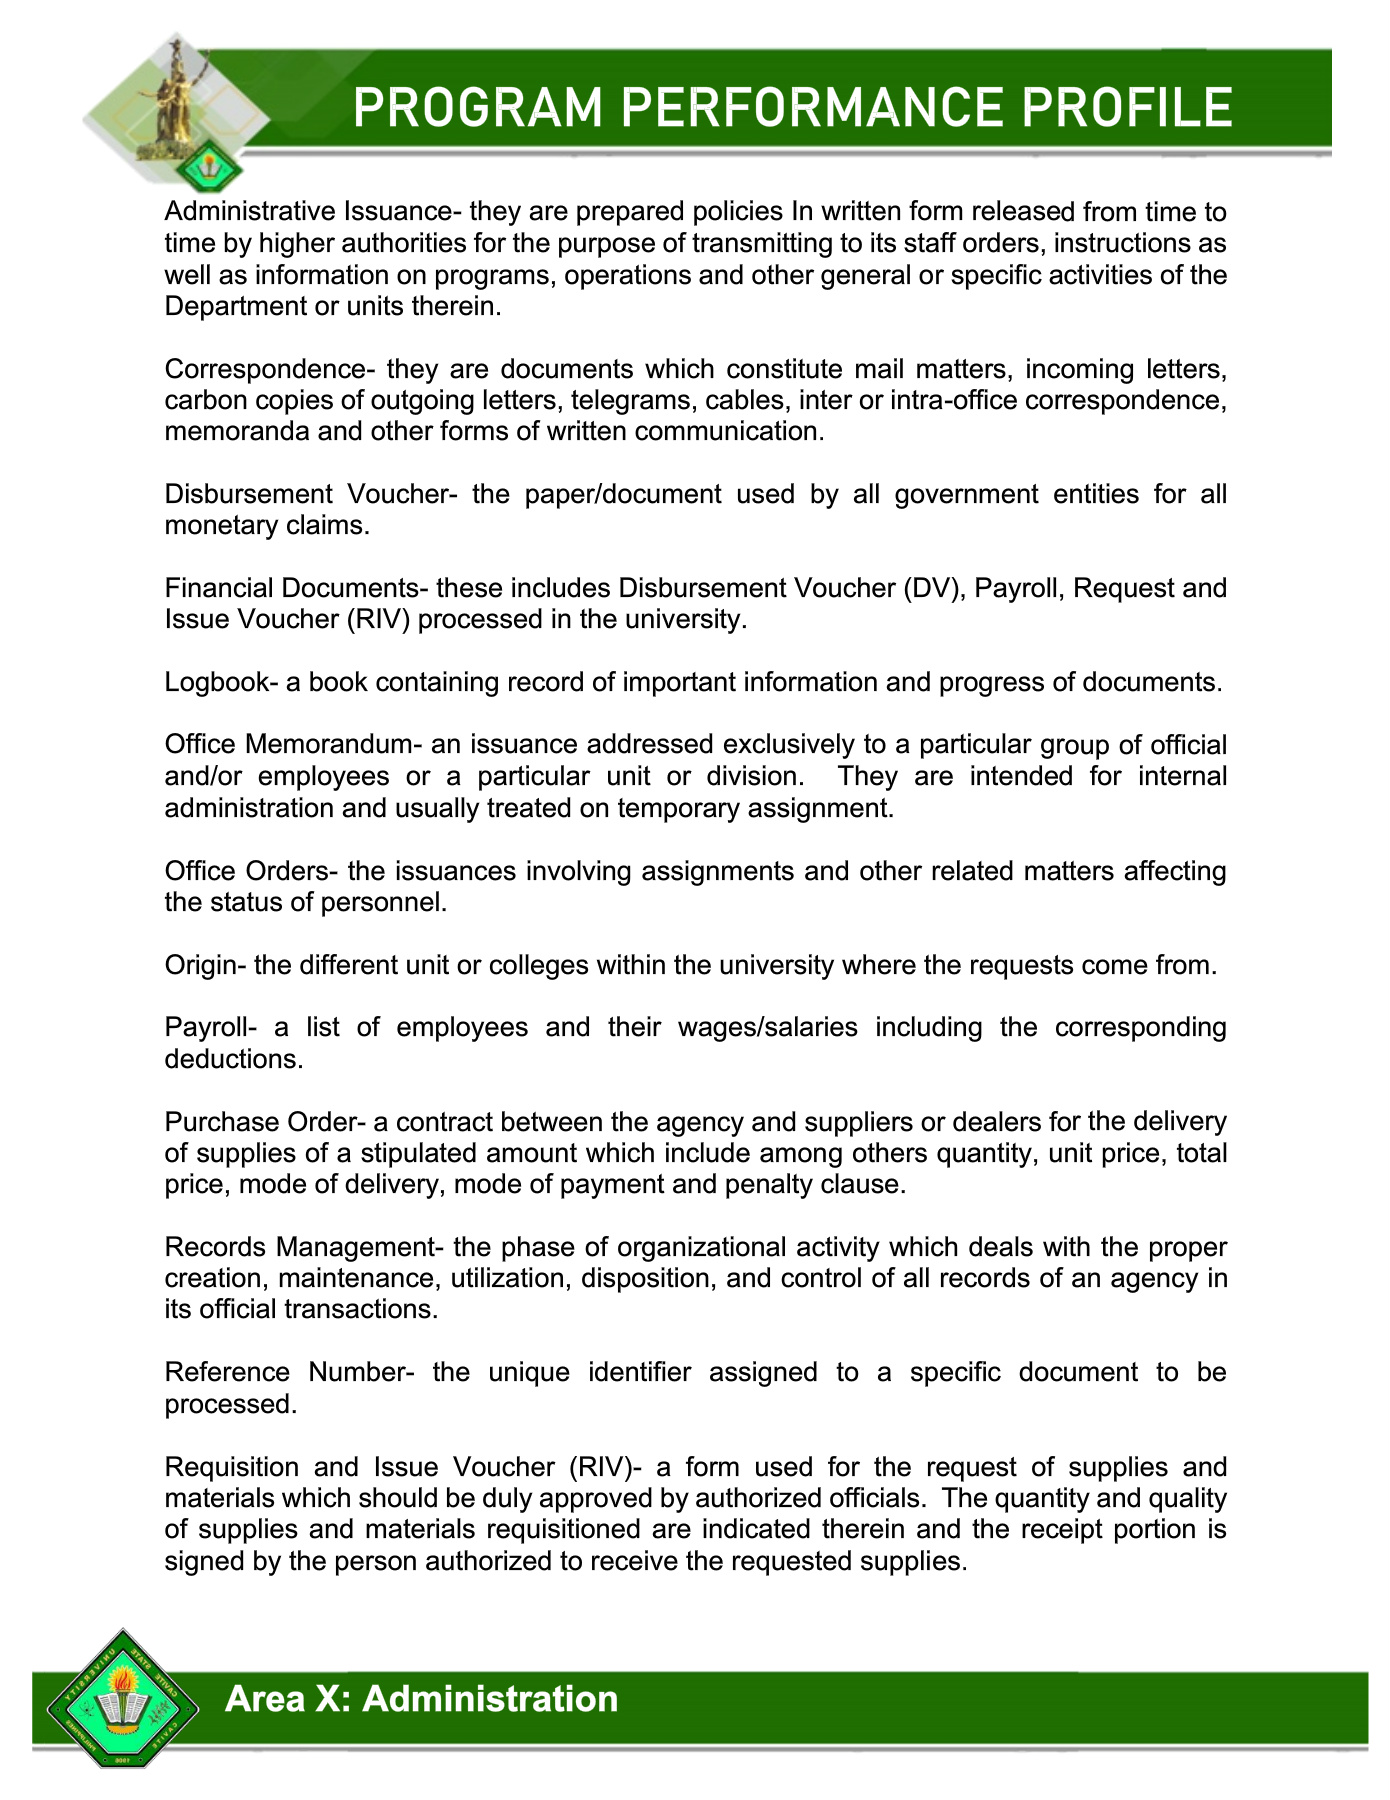 PROGRAM PERFORMANCE PROFILE
Administrative Issuance- they are prepared policies In written form released from time to
time by higher authorities for the purpose of transmitting to its staff orders, instructions as
well as information on programs, operations and other general or specific activities of the
Department or units therein.
Correspondence- they are documents which constitute mail matters, incoming letters,
carbon copies of outgoing letters, telegrams, cables, inter or intra-office correspondence,
memoranda and other forms of written communication.
Disbursement Voucher- the paper/document used by all government entities for all
monetary claims.
Financial Documents- these includes Disbursement Voucher (DV), Payroll, Request and
Issue Voucher (RIV) processed in the university.
Logbook- a book containing record of important information and progress of documents.
Office Memorandum- an issuance addressed exclusively to a particular group of official
and/or employees or a particular unit or division.  They are intended for internal
administration and usually treated on temporary assignment.
Office Orders- the issuances involving assignments and other related matters affecting
the status of personnel.
Origin- the different unit or colleges within the university where the requests come from.
Payroll- a list of employees and their wages/salaries including the corresponding
deductions.
Purchase Order- a contract between the agency and suppliers or dealers for the delivery
of supplies of a stipulated amount which include among others quantity, unit price, total
price, mode of delivery, mode of payment and penalty clause.
Records Management- the phase of organizational activity which deals with the proper
creation, maintenance, utilization, disposition, and control of all records of an agency in
its official transactions.
Reference Number- the unique identifier assigned to a specific document to be
processed.
Requisition and Issue Voucher (RIV)- a form used for the request of supplies and
materials which should be duly approved by authorized officials.  The quantity and quality
of supplies and materials requisitioned are indicated therein and the receipt portion is
signed by the person authorized to receive the requested supplies.
CAVITE STATE UNIVERSITY
CAVITE
PHILIPPINES
1906
Area X: Administration